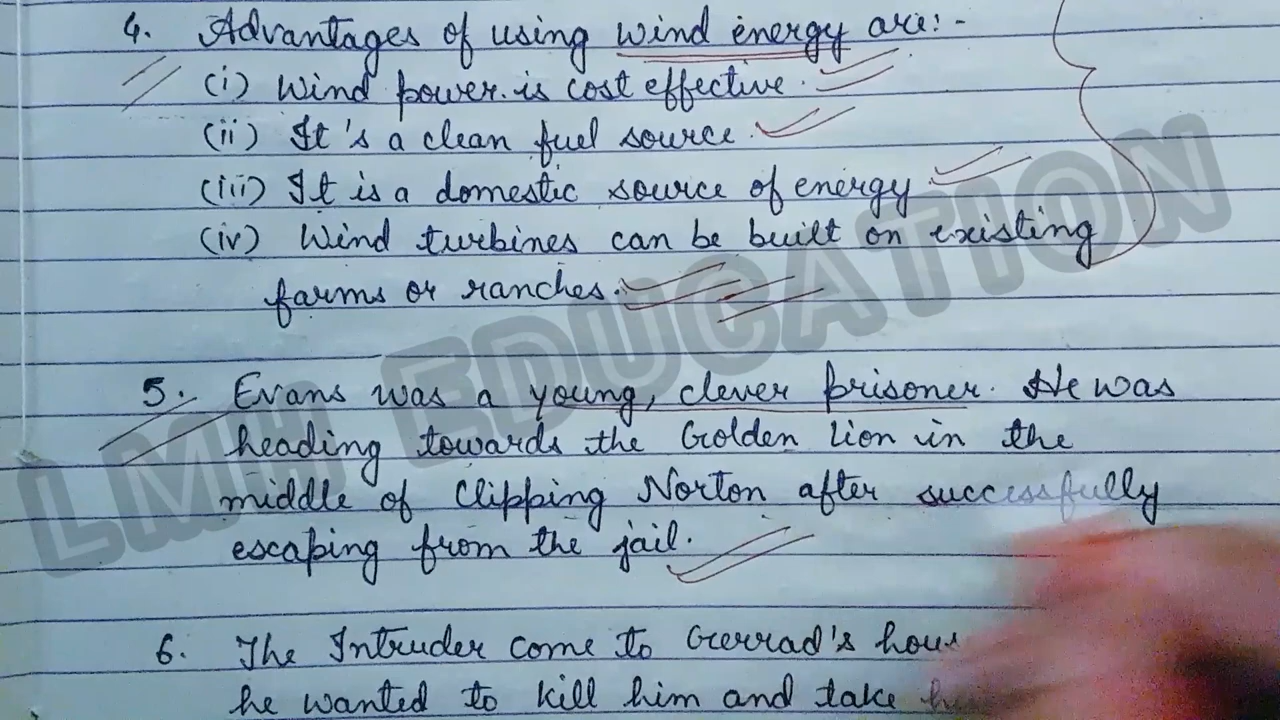 4. Advantages of using wind energy are:-
(i) Wind power is cost effective.
(ii) It's a clean fuel source.
(iii) It is a domestic source of energy
(iv) Wind turbines can be built on existing
farms or ranches.
LMH EDUCATION
5. Evans was a young, clever prisoner. He was
heading towards the Golden Lion in the
middle of Clipping Norton after successfully
escaping from the jail.
6. The Intruder come to Gerrad's
he wanted to kill him and take